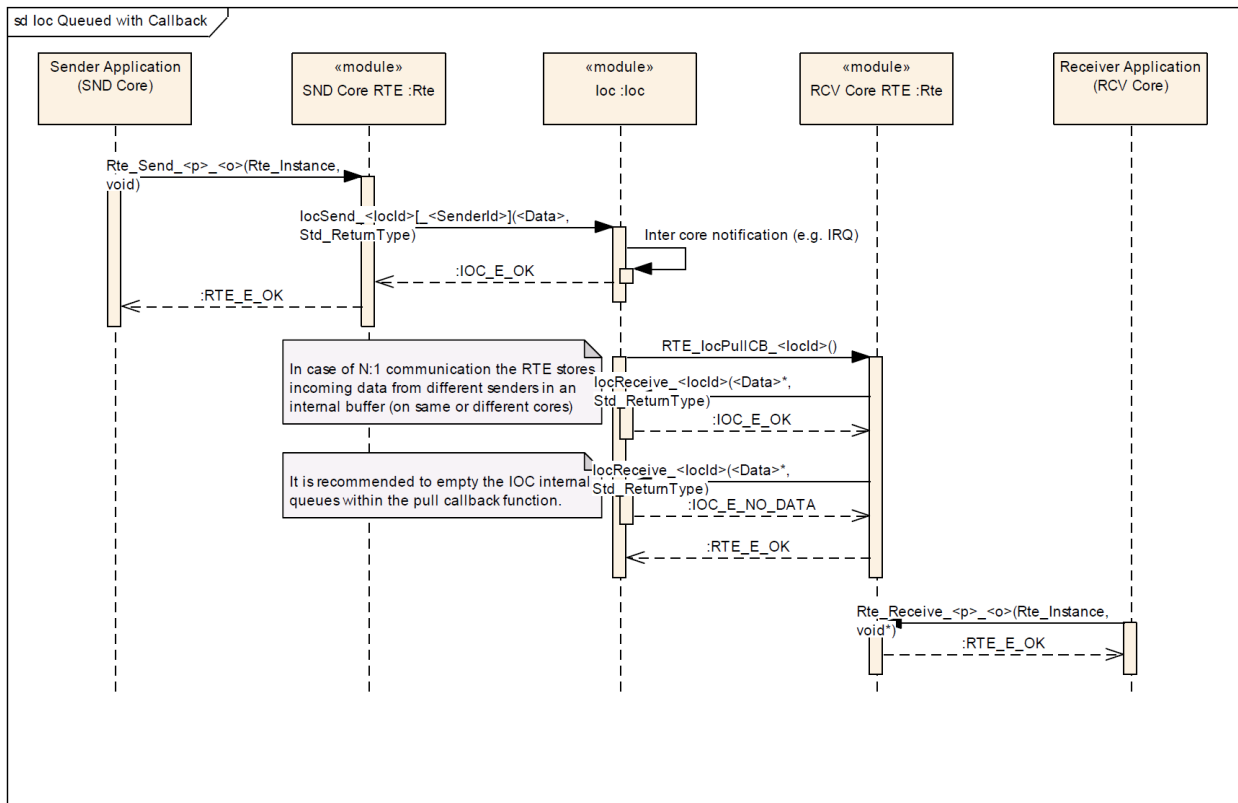 sd Ioc Queued with Callback
Sender Application
(SND Core)
«module»
SND Core RTE :Rte
«module»
Ioc :Ioc
«module»
RCV Core RTE :Rte
Receiver Application
(RCV Core)
Rte_Send_<p>_<o>(Rte_Instance,
void)
IocSend_<IocId>[_<SenderId>](<Data>,
Std_ReturnType)
Inter core notification (e.g. IRQ)
:IOC_E_OK
:RTE_E_OK
In case of N:1 communication the RTE stores
incoming data from different senders in an
internal buffer (on same or different cores)
RTE_IocPullCB_<IocId>()
IocReceive_<IocId>(<Data>*,
Std_ReturnType)
:IOC_E_OK
It is recommended to empty the IOC internal
queues within the pull callback function.
IocReceive_<IocId>(<Data>*,
Std_ReturnType)
:IOC_E_NO_DATA
:RTE_E_OK
Rte_Receive_<p>_<o>(Rte_Instance,
void*)
:RTE_E_OK